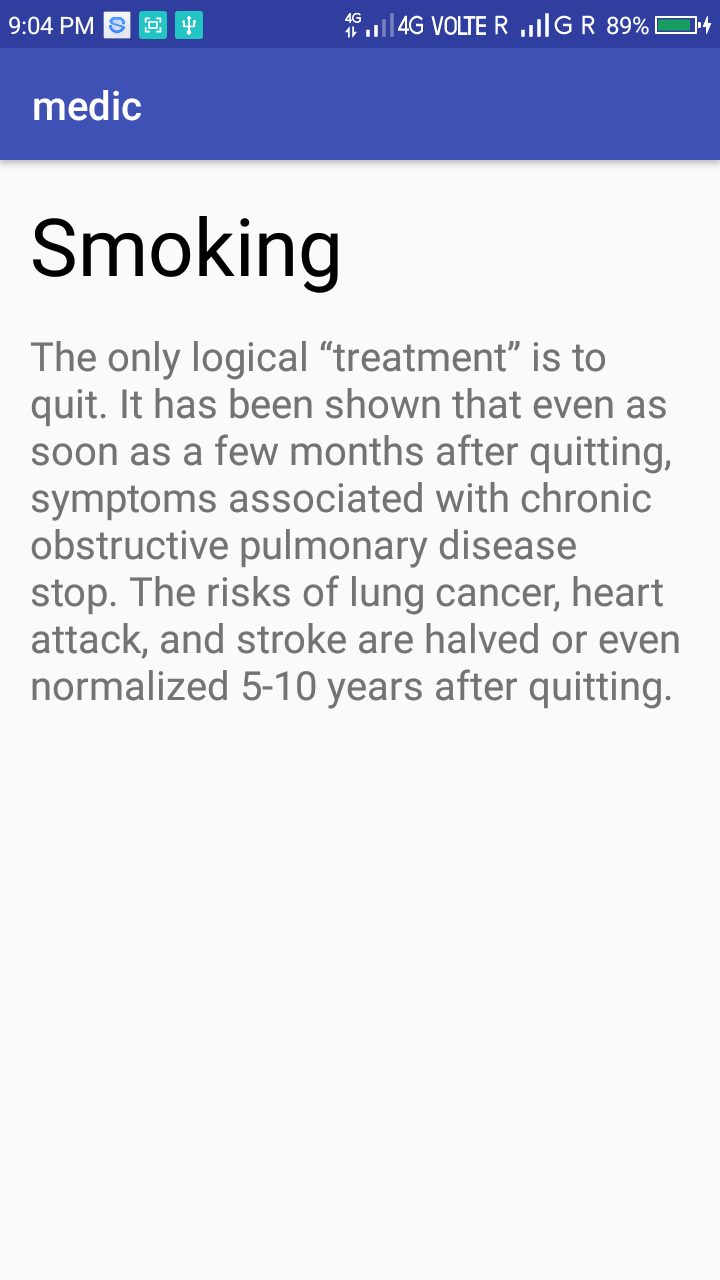 9:04 PM 4G 4G VOLTE R G R 89%
medic
Smoking
The only logical “treatment” is to
quit. It has been shown that even as
soon as a few months after quitting,
symptoms associated with chronic
obstructive pulmonary disease
stop. The risks of lung cancer, heart
attack, and stroke are halved or even
normalized 5-10 years after quitting.